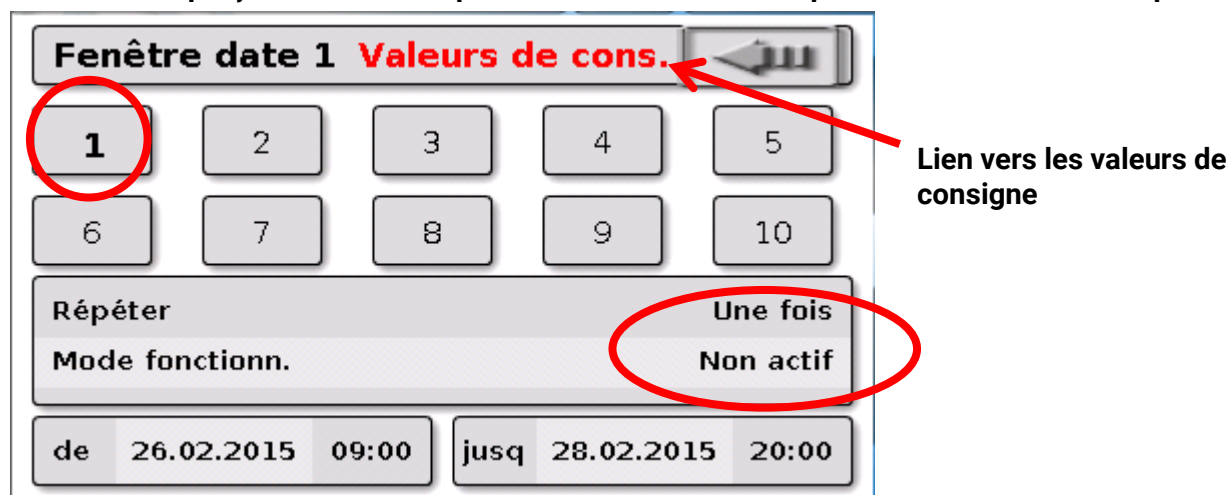 Fenêtre date 1 Valeurs de cons.
1 2 3 4 5
Lien vers les valeurs de
consigne
6 7 8 9 10
Répéter Une fois
Mode fonctionn. Non actif
de 26.02.2015 09:00 jusq 28.02.2015 20:00